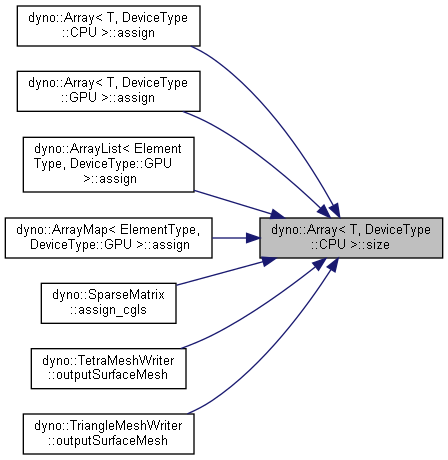 dyno::Array< T, DeviceType
::CPU >::assign
dyno::Array< T, DeviceType
::GPU >::assign
dyno::ArrayList< Element
Type, DeviceType::GPU
>::assign
dyno::Array< T, DeviceType
::CPU >::size
dyno::ArrayMap< ElementType,
DeviceType::GPU >::assign
dyno::SparseMatrix
::assign_cgls
dyno::TetraMeshWriter
::outputSurfaceMesh
dyno::TriangleMeshWriter
::outputSurfaceMesh